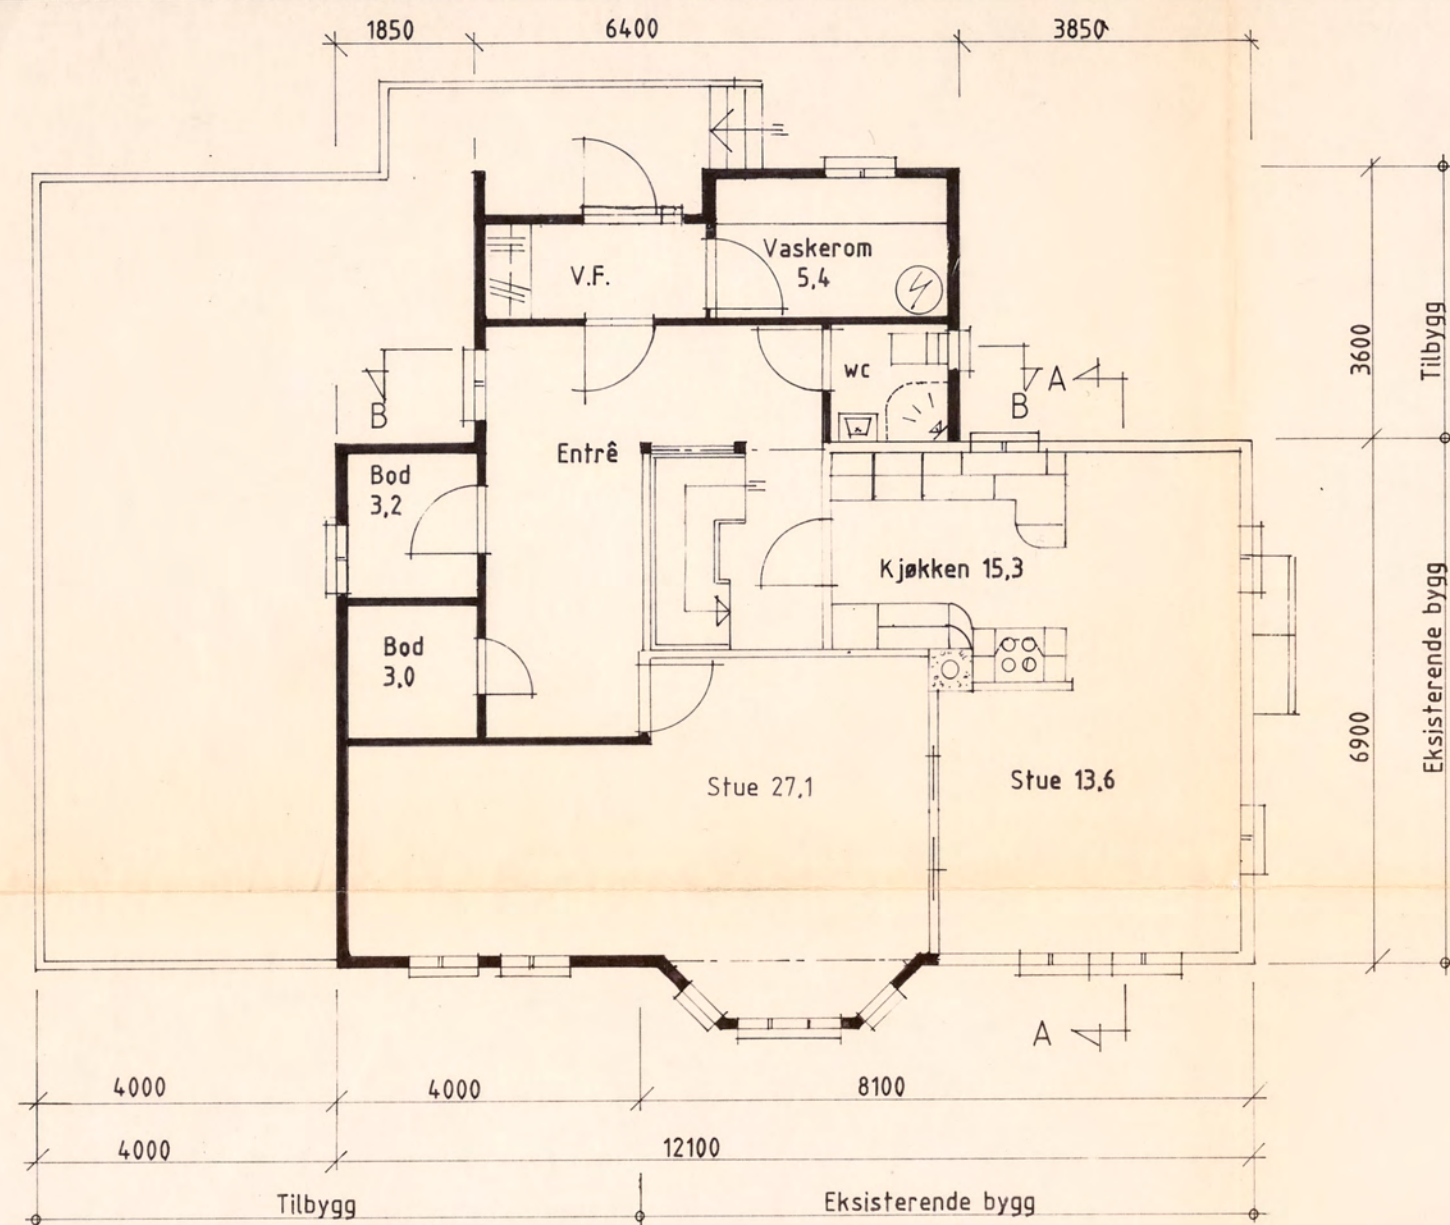 1850
6400
3850
Vaskerom
5,4
V.F.
WC
B
B
A
3600
Tilbygg
Entrê
Bod
3,2
Kjøkken 15,3
Bod
3,0
Stue 27,1
Stue 13,6
6900
Eksisterende bygg
A
4000
4000
8100
4000
12100
Tilbygg
Eksisterende bygg